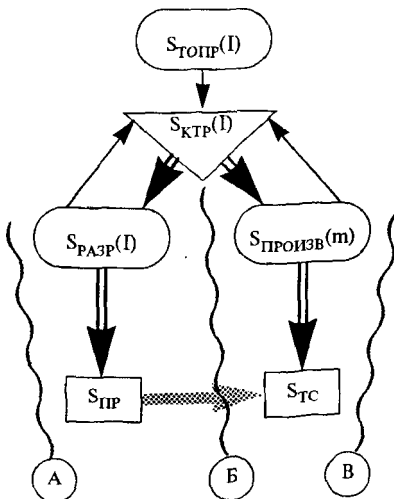 S_ТОПР(I)
S_КТР(I)
S_РАЗР(I)
S_ПРОИЗВ(m)
S_ПР
S_ТС
А
Б
В